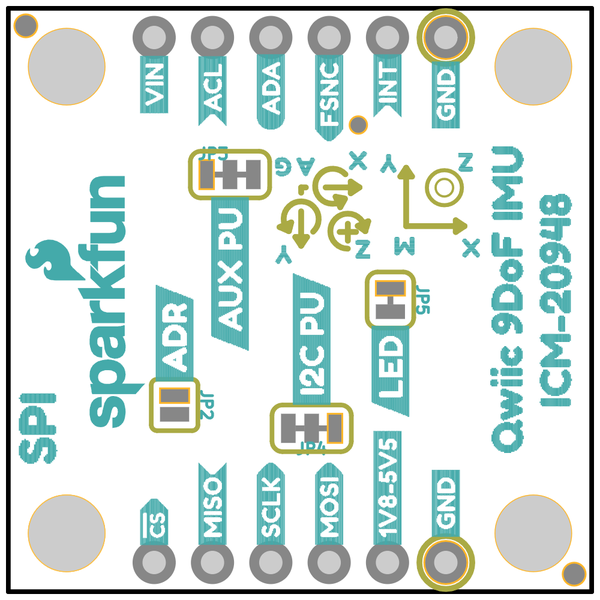 VIN
ACL
ADA
FSNC
INT
GND
AG
X
Y
Z
Y
Z
M
X
AUX PU
ADR
JP2
I2C PU
JP4
LED
JP5
sparkfun
SPI
Qwiic 9DoF IMU
ICM-20948
CS
MISO
SCLK
MOSI
1V8-5V5
GND